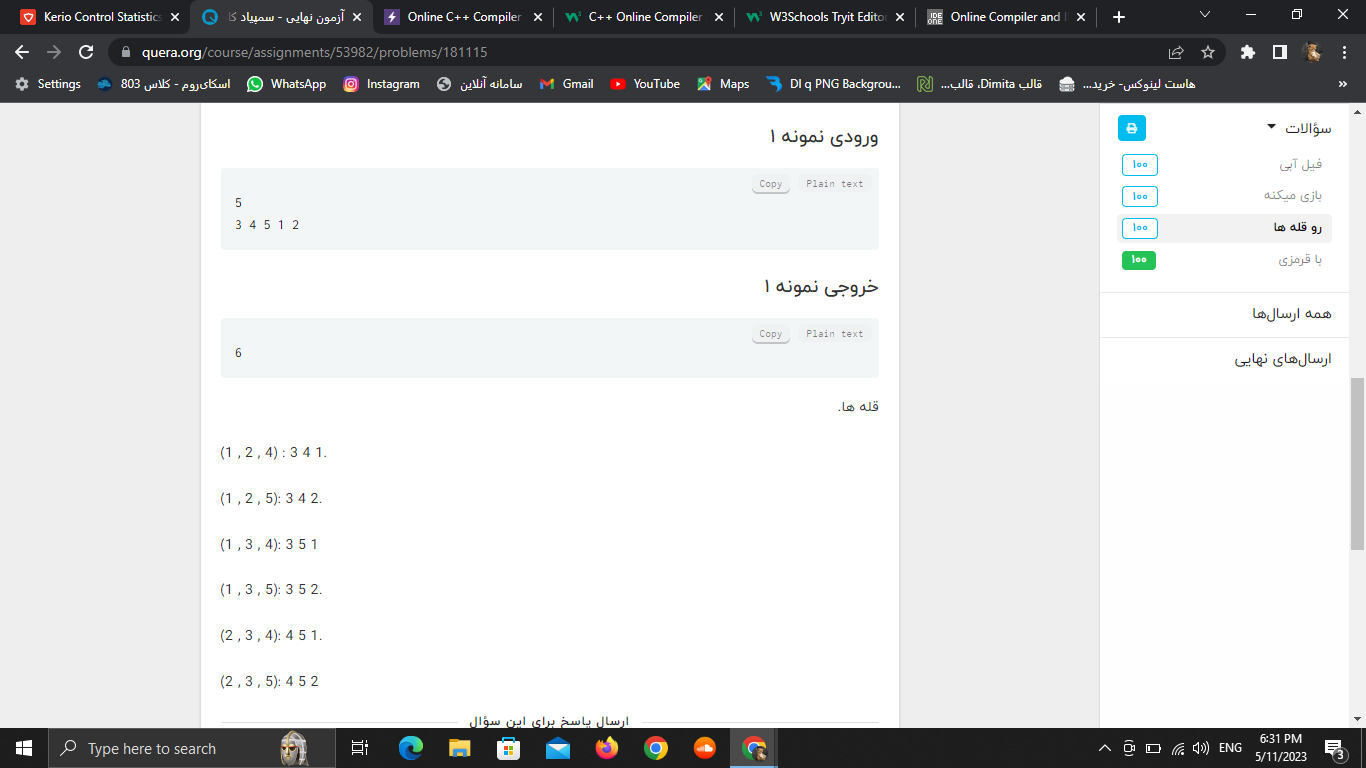 Kerio Control Statistics
آزمون نهایی - سمپاد کا
Online C++ Compiler
C++ Online Compiler
W3Schools Tryit Editor
Online Compiler and I
quera.org/course/assignments/53982/problems/181115
Settings
اسکای‌روم - کلاس 803
WhatsApp
Instagram
سامانه آنلاین
Gmail
YouTube
Maps
DI q PNG Backgrou...
قالب Dimita، قالب...
هاست لینوکس- خرید...
»
ورودی نمونه ۱
Copy
Plain text
5
3 4 5 1 2
خروجی نمونه ۱
Copy
Plain text
6
قله ها.
(1 , 2 , 4) : 3 4 1.
(1 , 2 , 5): 3 4 2.
(1 , 3 , 4): 3 5 1
(1 , 3 , 5): 3 5 2.
(2 , 3 , 4): 4 5 1.
(2 , 3 , 5): 4 5 2
ارسال پاسخ برای این سؤال
سؤالات
فیل آبی
۱۰۰
بازی میکنه
۱۰۰
رو قله ها
۱۰۰
با قرمزی
۱۰۰
همه ارسال‌ها
ارسال‌های نهایی
Type here to search
ENG
6:31 PM
5/11/2023
3